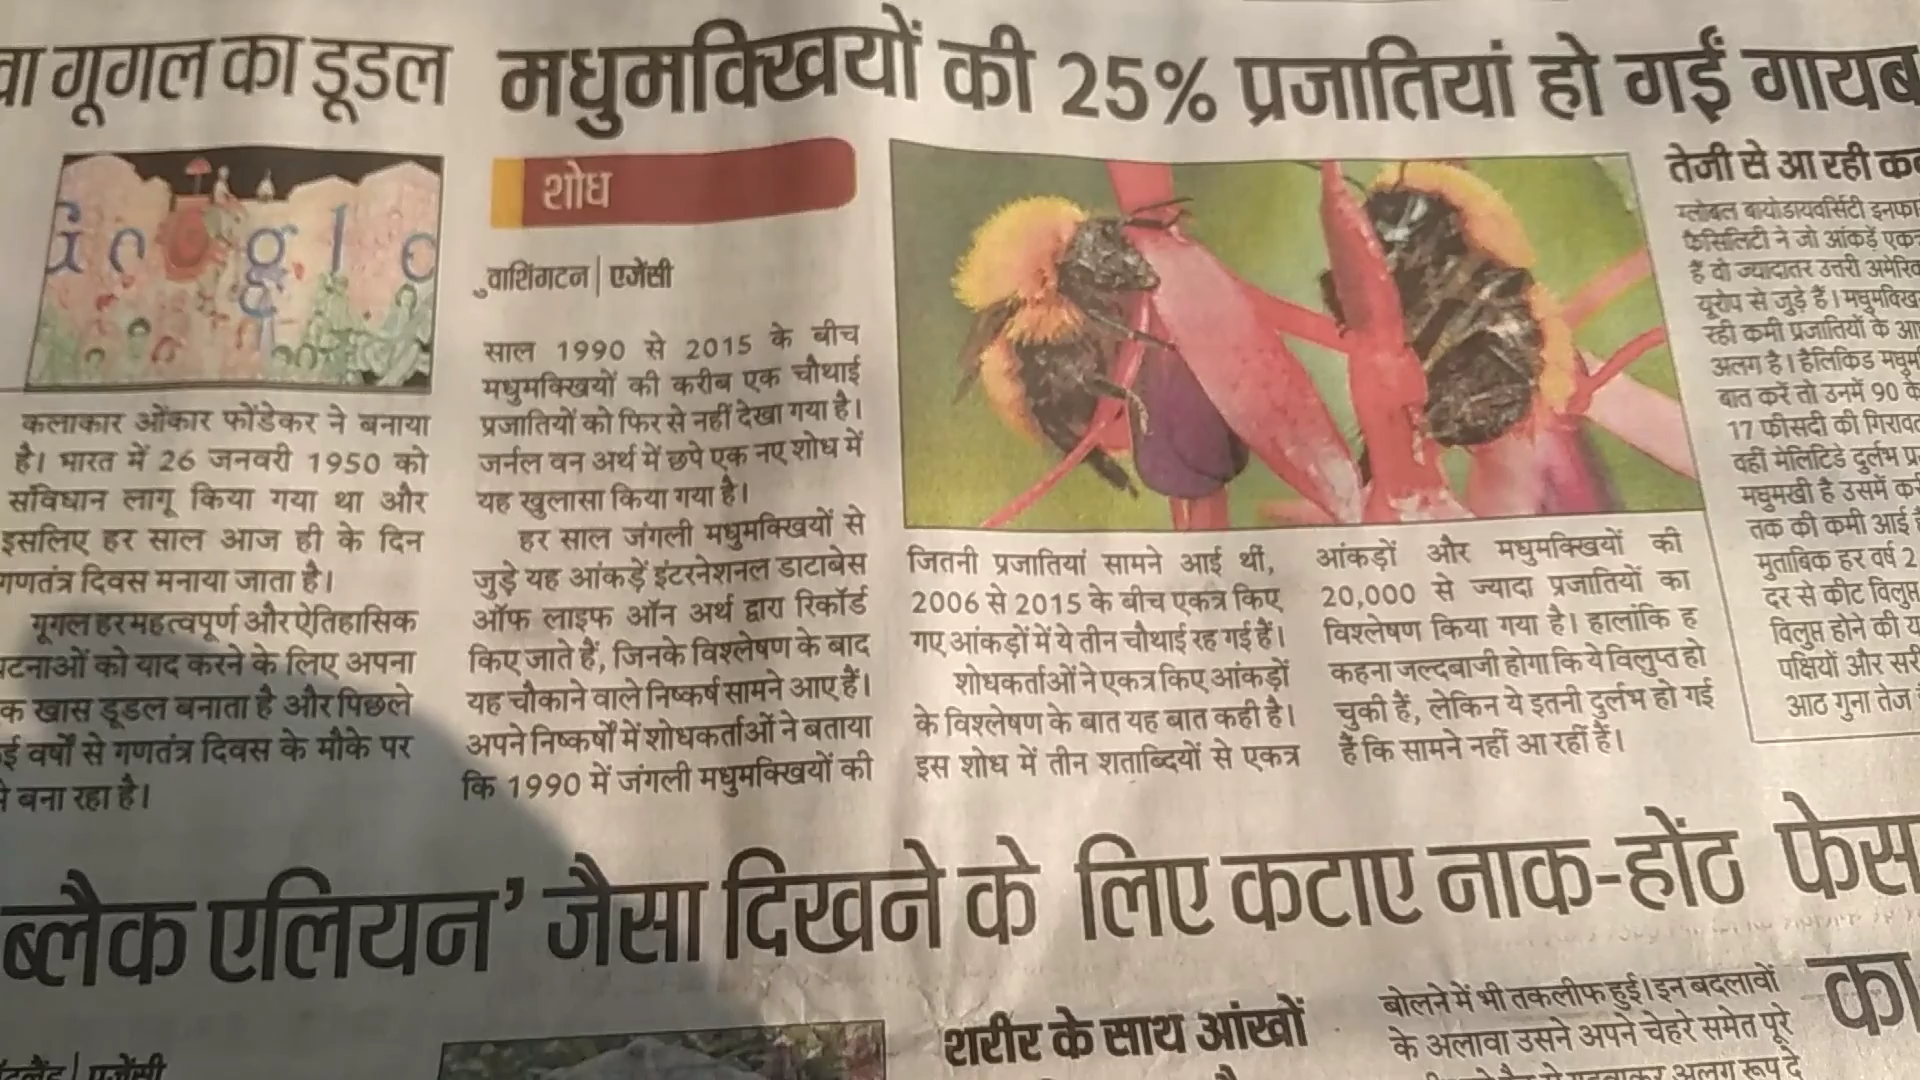 गूगल का डूडल
कलाकार ओंकार फोंडेकर ने बनाया
है। भारत में 26 जनवरी 1950 को
संविधान लागू किया गया था और
इसलिए हर साल आज ही के दिन
गणतंत्र दिवस मनाया जाता है।
गूगल हर महत्वपूर्ण और ऐतिहासिक
को याद करने के लिए अपना
खास डूडल बनाता है और पिछले
वर्षों से गणतंत्र दिवस के मौके पर
बना रहा है।
मधुमक्खियों की 25% प्रजातियां हो गईं गायब
शोध
वाशिंगटन | एजेंसी
साल 1990 से 2015 के बीच
मधुमक्खियों की करीब एक चौथाई
प्रजातियों को फिर से नहीं देखा गया है।
जर्नल वन अर्थ में छपे एक नए शोध में
यह खुलासा किया गया है।
हर साल जंगली मधुमक्खियों से
जुड़े यह आंकड़ें इंटरनेशनल डाटाबेस
ऑफ लाइफ ऑन अर्थ द्वारा रिकॉर्ड
किए जाते हैं, जिनके विश्लेषण के बाद
यह चौकाने वाले निष्कर्ष सामने आए हैं।
अपने निष्कर्षों में शोधकर्ताओं ने बताया
कि 1990 में जंगली मधुमक्खियों की
जितनी प्रजातियां सामने आई थीं,
2006 से 2015 के बीच एकत्र किए
गए आंकड़ों में ये तीन चौथाई रह गई हैं।
शोधकर्ताओं ने एकत्र किए आंकड़ों
के विश्लेषण के बात यह बात कही है।
इस शोध में तीन शताब्दियों से एकत्र
आंकड़ों और मधुमक्खियों की
20,000 से ज्यादा प्रजातियों का
विश्लेषण किया गया है। हालांकि ह
कहना जल्दबाजी होगा कि ये विलुप्त हो
चुकी हैं, लेकिन ये इतनी दुर्लभ हो गई
हैं कि सामने नहीं आ रहीं हैं।
तेजी से आ रही
ग्लोबल बायोडायवर्सिटी
फैसिलिटी ने जो आंकड़ें
हैं वो ज्यादातर उत्तरी
यूरोप से जुड़े हैं।
रही कमी प्रजातियों के
अलग है। हैलिकिड
बात करें तो उनमें 90
17 फीसदी की
वहीं मेलिटिडे दुर्लभ
मधुमखी है उसमें
तक की कमी आई
मुताबिक हर वर्ष
दर से कीट
विलुप्त होने की
पक्षियों और
आठ गुना तेज
ब्लैक एलियन’ जैसा दिखने के लिए कटाए नाक-होंठ
एजेंसी
शरीर के साथ आंखों
बोलने में भी तकलीफ हुई। इन बदलावों
के अलावा उसने अपने चेहरे समेत पूरे
अलग रूप दे
का